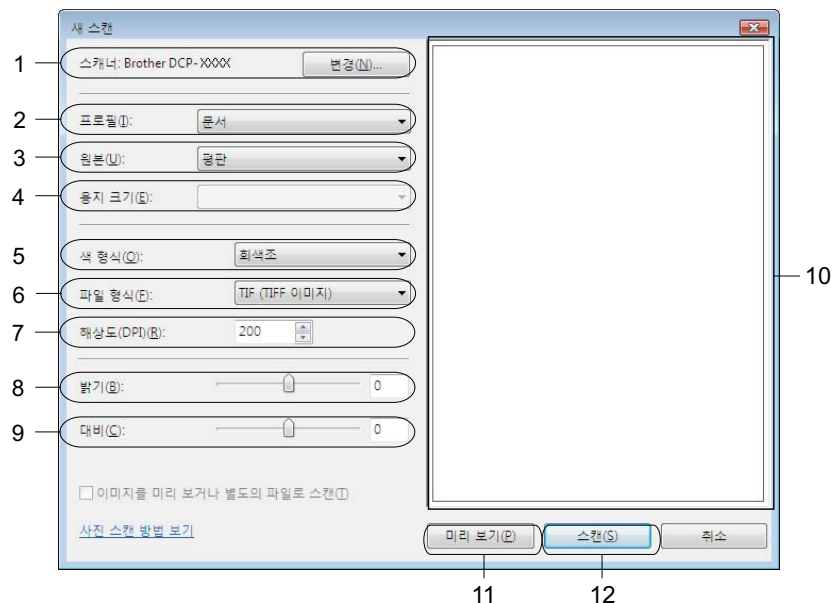 새 스캔
1 스카너: Brother DCP-XXXX 변경(N)...
2 프로필(I): 문서
3 원본(U): 평판
4 용지 크기(E):
5 색 형식(O): 회색조
6 파일 형식(F): TIF (TIFF 이미지)
7 해상도(DPI)(R): 200
8 밝기(B): 0
9 대비(C): 0
10
이미지를 미리 보거나 별도의 파일로 스캔(T)
사진 스캔 방법 보기
미리 보기(P) 스캔(S) 취소
11 12